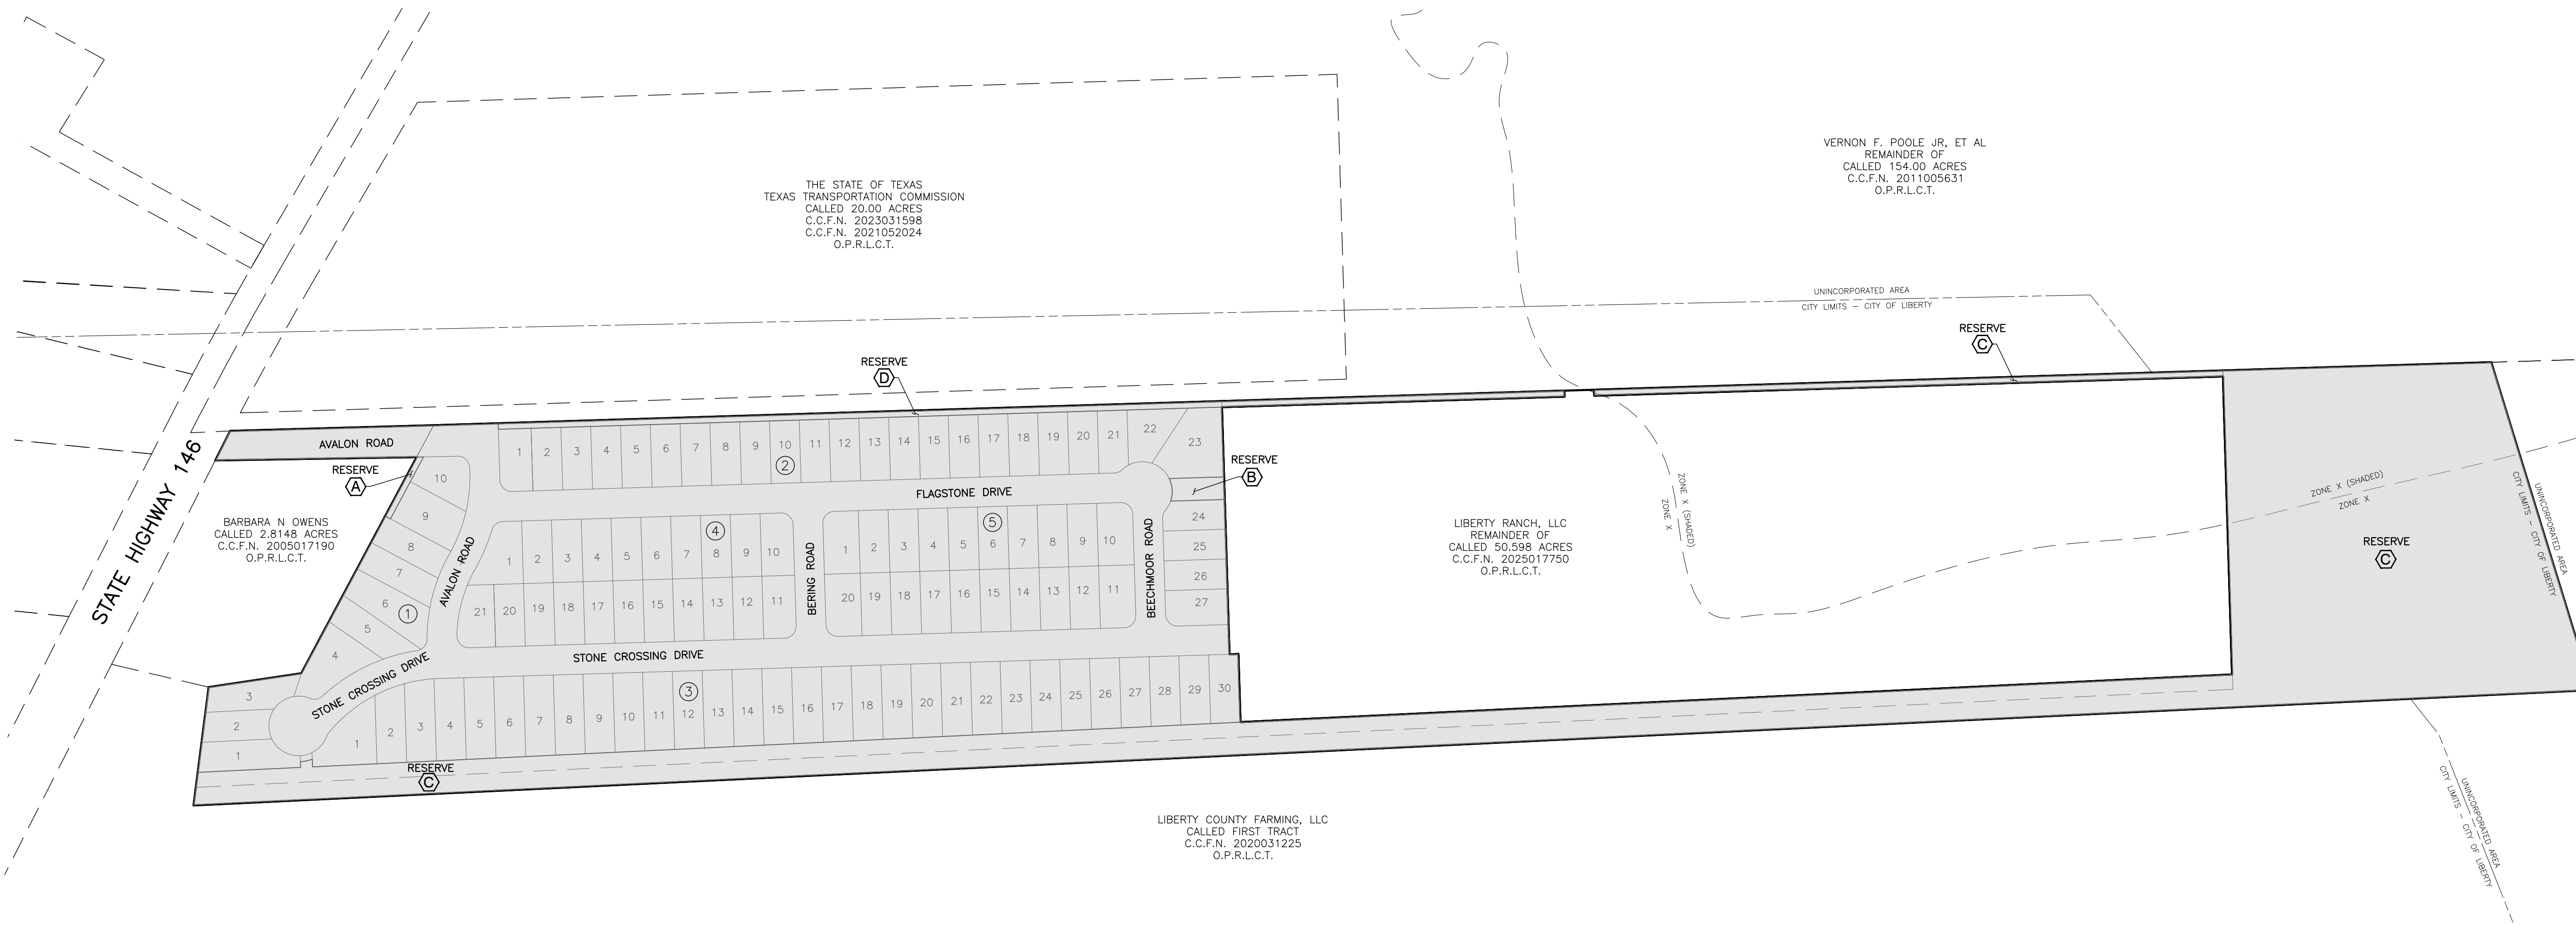 VERNON F. POOLE JR, ET AL
REMAINDER OF
CALLED 154.00 ACRES
C.C.F.N. 2011005631
O.P.R.L.C.T.
THE STATE OF TEXAS
TEXAS TRANSPORTATION COMMISSION
CALLED 20.00 ACRES
C.C.F.N. 2023031598
C.C.F.N. 2021052024
O.P.R.L.C.T.
UNINCORPORATED AREA
CITY LIMITS - CITY OF LIBERTY
RESERVE
C
RESERVE
D
STATE HIGHWAY 146
AVALON ROAD
RESERVE
A
BARBARA N OWENS
CALLED 2.8148 ACRES
C.C.F.N. 2005017190
O.P.R.L.C.T.
10
9
8
7
6
5
4
3
2
1
1
AVALON ROAD
1 2 3 4 5 6 7 8 9 10 11 12 13 14 15 16 17 18 19 20 21 22 23
2
FLAGSTONE DRIVE
RESERVE
B
4
1 2 3 4 5 6 7 8 9 10
21 20 19 18 17 16 15 14 13 12 11
BERING ROAD
5
1 2 3 4 5 6 7 8 9 10
20 19 18 17 16 15 14 13 12 11
BEECHMOOR ROAD
24
25
26
27
STONE CROSSING DRIVE
STONE CROSSING DRIVE
3
1 2 3 4 5 6 7 8 9 10 11 12 13 14 15 16 17 18 19 20 21 22 23 24 25 26 27 28 29 30
RESERVE
C
LIBERTY RANCH, LLC
REMAINDER OF
CALLED 50.598 ACRES
C.C.F.N. 2025017750
O.P.R.L.C.T.
ZONE X (SHADED)
ZONE X
ZONE X (SHADED)
ZONE X
RESERVE
C
UNINCORPORATED AREA
CITY LIMITS - CITY OF LIBERTY
LIBERTY COUNTY FARMING, LLC
CALLED FIRST TRACT
C.C.F.N. 2020031225
O.P.R.L.C.T.
UNINCORPORATED AREA
CITY LIMITS - CITY OF LIBERTY